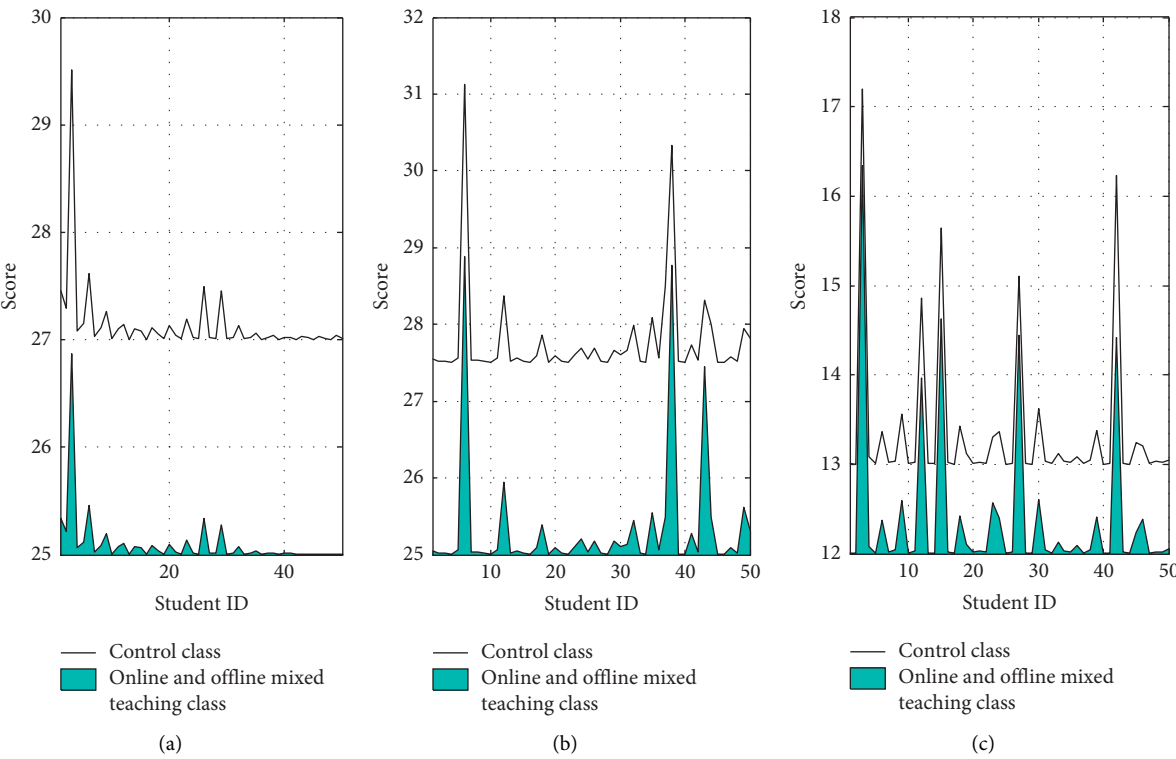 30
29
28
27
26
25
Score
20
40
Student ID
Control class
Online and offline mixed
teaching class
(a)
32
31
30
29
28
27
26
25
Score
10
20
30
40
50
Student ID
Control class
Online and offline mixed
teaching class
(b)
18
17
16
15
14
13
12
Score
10
20
30
40
50
Student ID
Control class
Online and offline mixed
teaching class
(c)